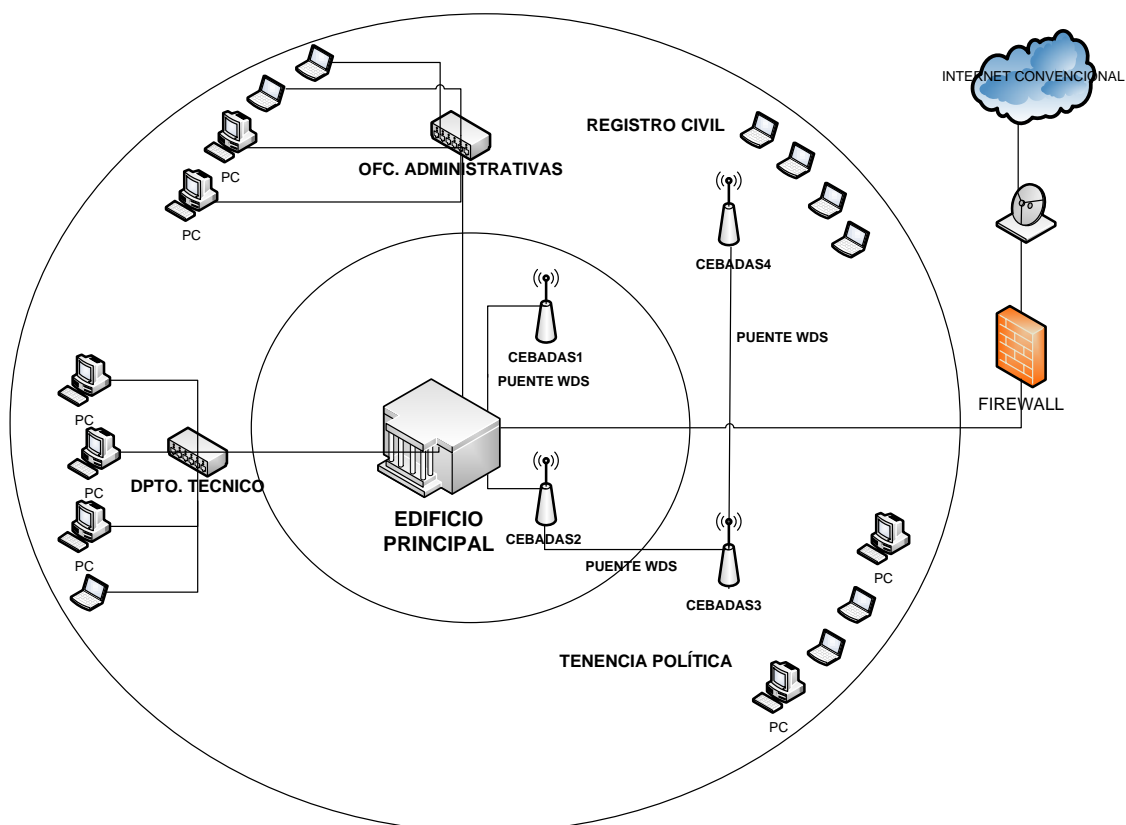 INTERNET CONVENCIONAL
REGISTRO CIVIL
PC
OFC. ADMINISTRATIVAS
PC
CEBADAS4
PUENTE WDS
CEBADAS1
PUENTE WDS
FIREWALL
PC
PC
DPTO. TECNICO
EDIFICIO
PRINCIPAL
CEBADAS2
PUENTE WDS
PC
CEBADAS3
PC
TENENCIA POLÍTICA
PC